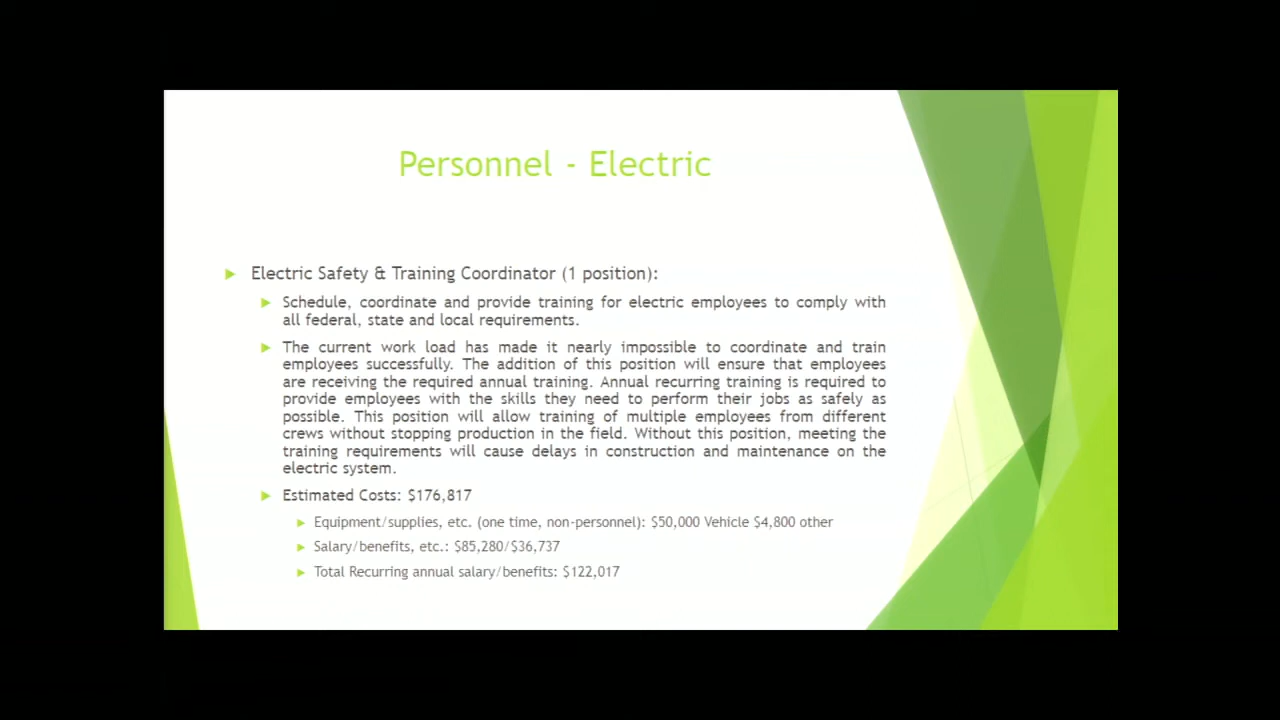 Personnel - Electric
Electric Safety & Training Coordinator (1 position):
Schedule, coordinate and provide training for electric employees to comply with
all federal, state and local requirements.
The current work load has made it nearly impossible to coordinate and train
employees successfully. The addition of this position will ensure that employees
are receiving the required annual training. Annual recurring training is required to
provide employees with the skills they need to perform their jobs as safely as
possible. This position will allow training of multiple employees from different
crews without stopping production in the field. Without this position, meeting the
training requirements will cause delays in construction and maintenance on the
electric system.
Estimated Costs: $176,817
Equipment/supplies, etc. (one time, non-personnel): $50,000 Vehicle $4,800 other
Salary/benefits, etc.: $85,280/$36,737
Total Recurring annual salary/benefits: $122,017